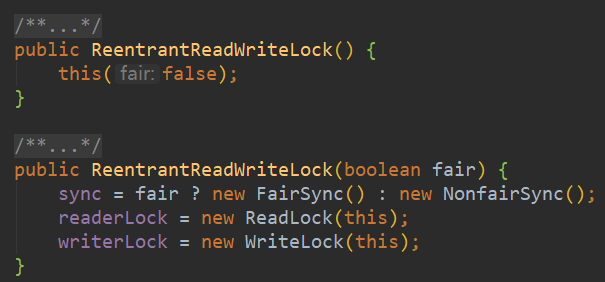 /**...*/
public ReentrantReadWriteLock() {
    this( fair: false);
}

/**...*/
public ReentrantReadWriteLock(boolean fair) {
    sync = fair ? new FairSync() : new NonfairSync();
    readerLock = new ReadLock(this);
    writerLock = new WriteLock(this);
}